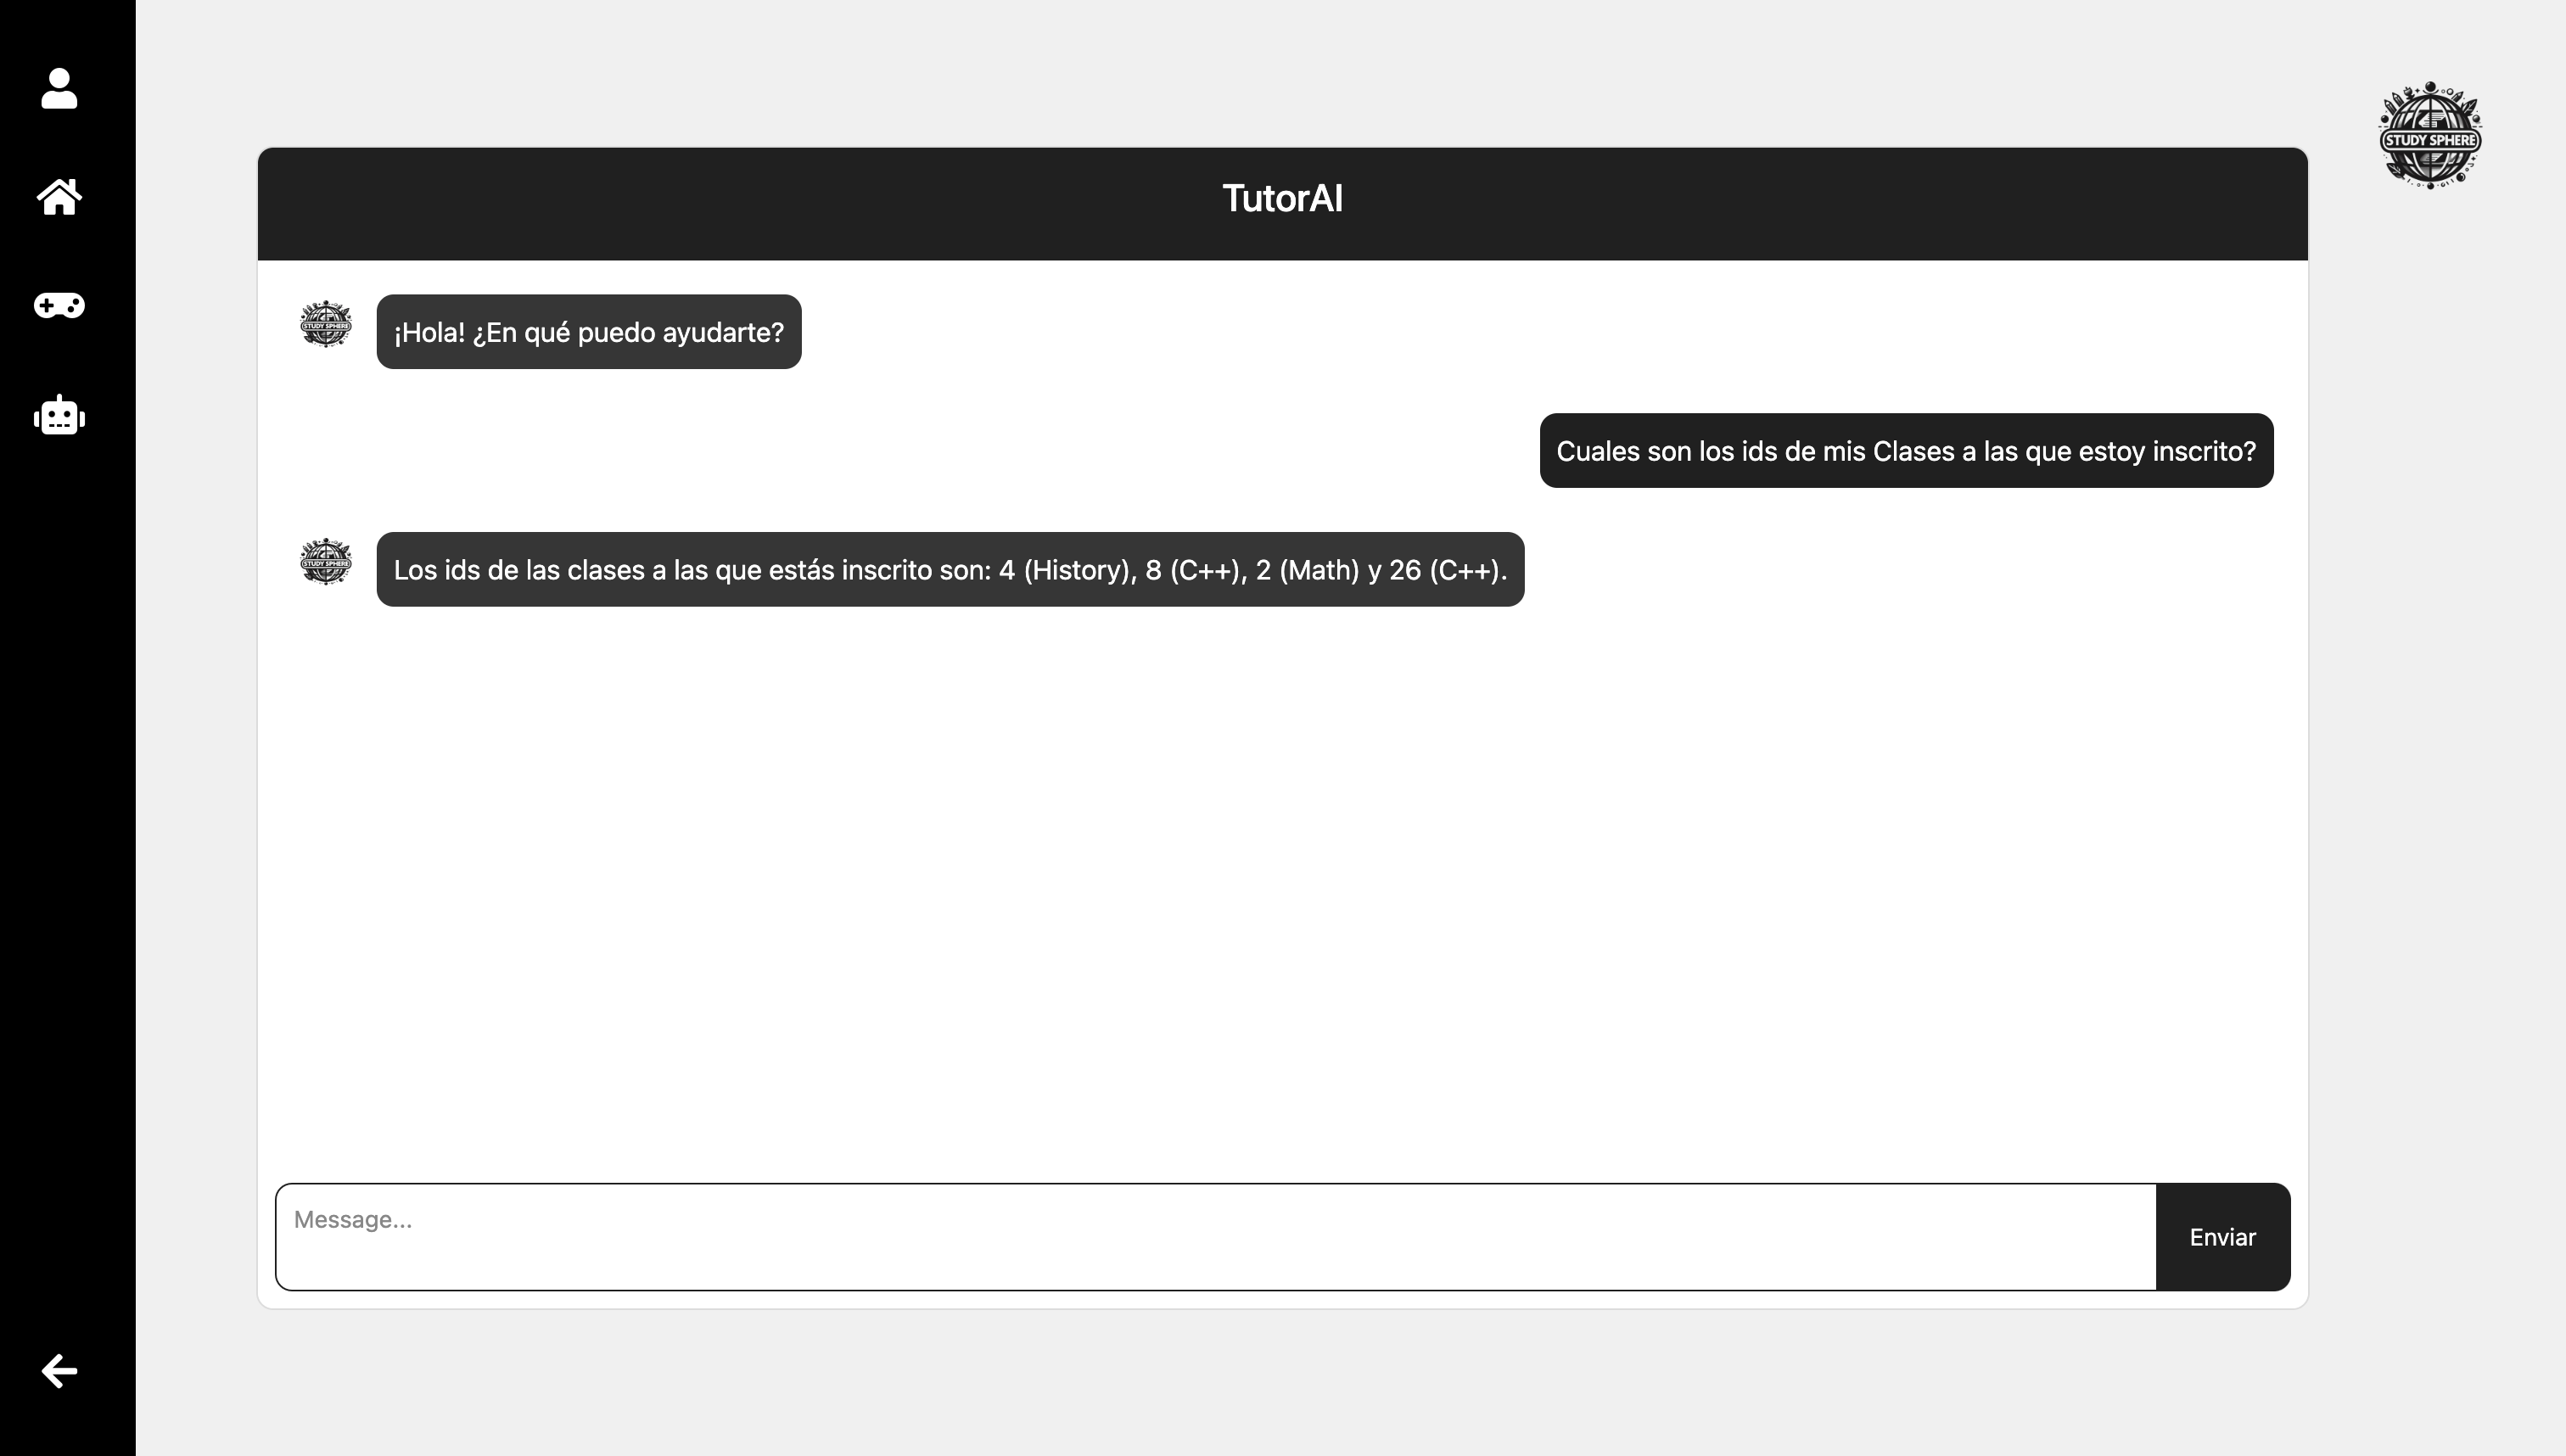 STUDY SPHERE
TutorAI
STUDY SPHERE
¡Hola! ¿En qué puedo ayudarte?
Cuales son los ids de mis Clases a las que estoy inscrito?
STUDY SPHERE
Los ids de las clases a las que estás inscrito son: 4 (History), 8 (C++), 2 (Math) y 26 (C++).
Message...
Enviar